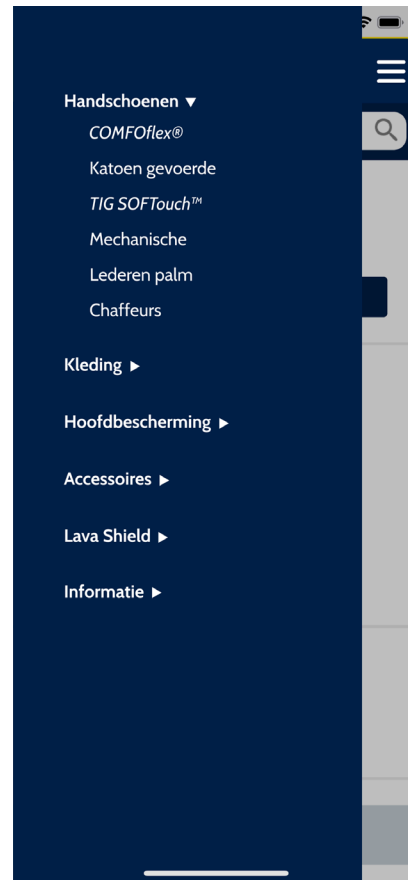 Handschoenen ▼
COMFOflex®
Katoen gevoerde
TIG SOFTouch™
Mechanische
Lederen palm
Chaffeurs
Kleding ▶
Hoofdbescherming ▶
Accessoires ▶
Lava Shield ▶
Informatie ▶